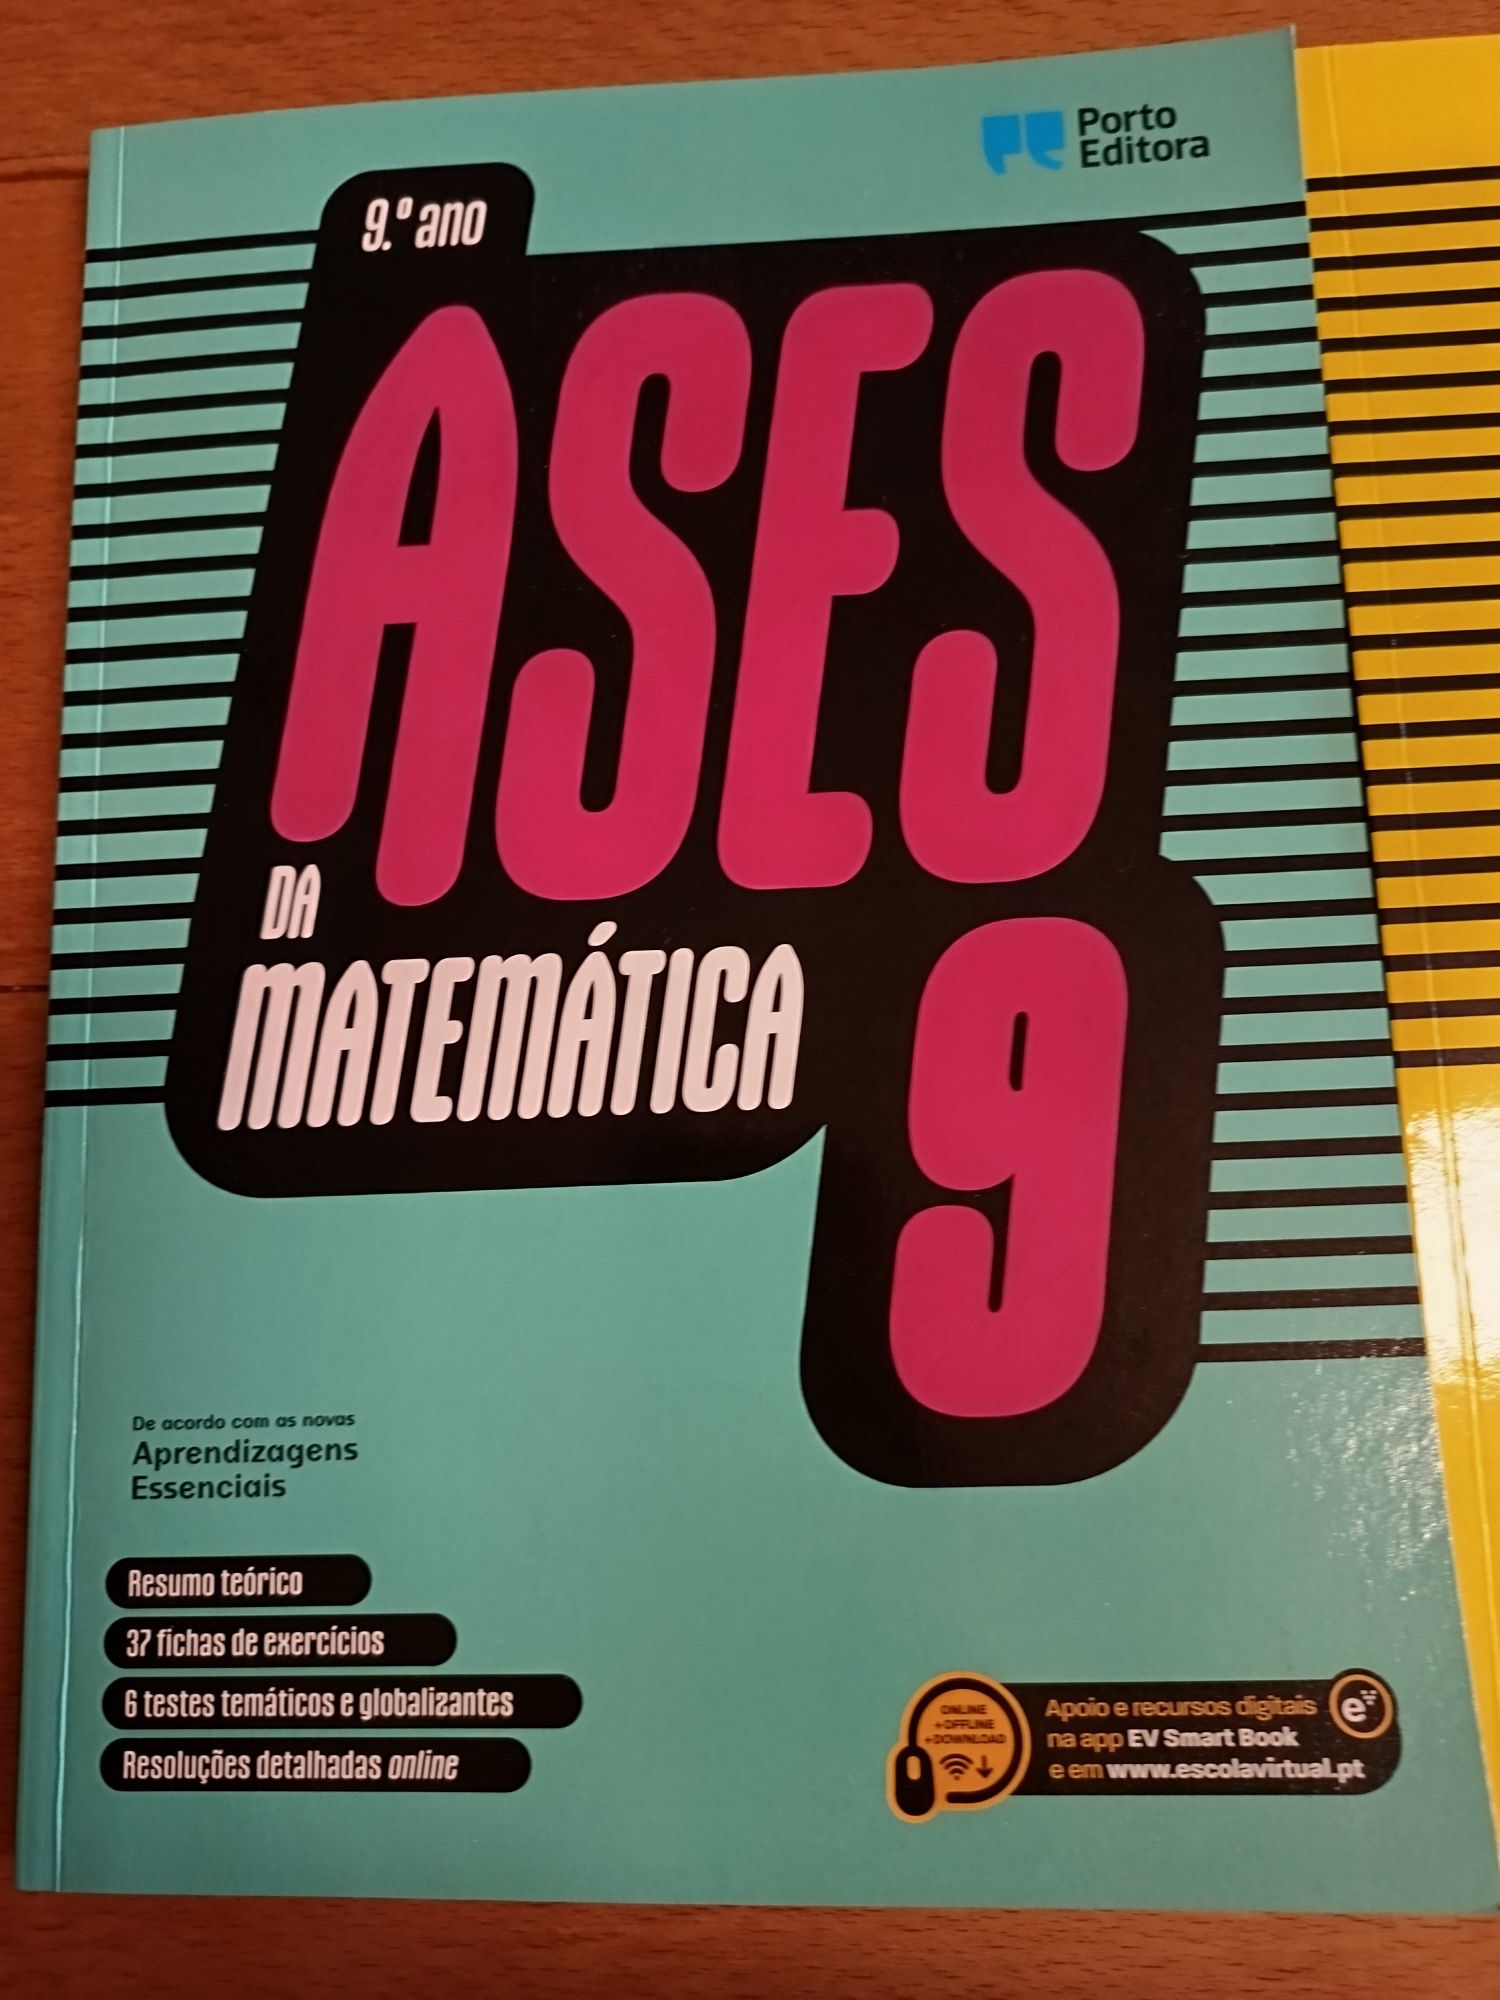 Porto
Editora
9.º ano
ASES
DA
MATEMÁTICA
9
De acordo com as novas
Aprendizagens
Essenciais
Resumo teórico
37 fichas de exercícios
6 testes temáticos e globalizantes
Resoluções detalhadas online
ONLINE
+OFFLINE
+DOWNLOAD
Apoio e recursos digitais
na app EV Smart Book
e em www.escolavirtual.pt
e